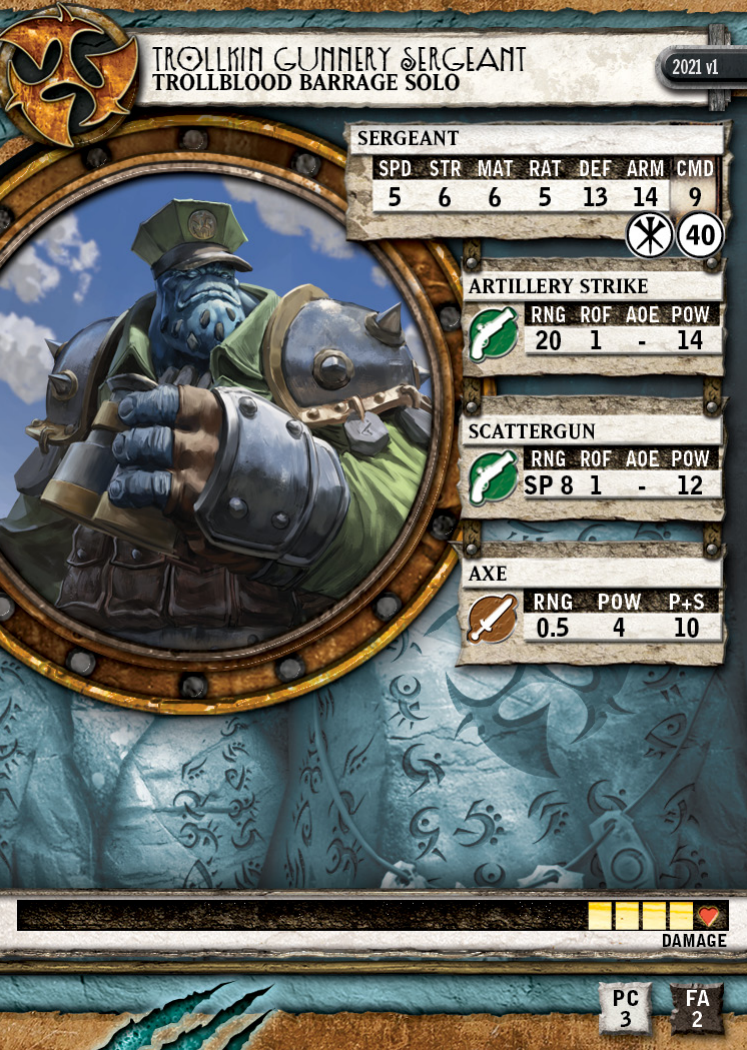 TROLLKIN GUNNERY SERGEANT
TROLLBLOOD BARRAGE SOLO
2021 v1
SERGEANT
SPD STR MAT RAT DEF ARM CMD
5 6 6 5 13 14 9
40
ARTILLERY STRIKE
RNG ROF AOE POW
20 1 - 14
SCATTERGUN
RNG ROF AOE POW
SP 8 1 - 12
AXE
RNG POW P+S
0.5 4 10
DAMAGE
PC FA
3 2